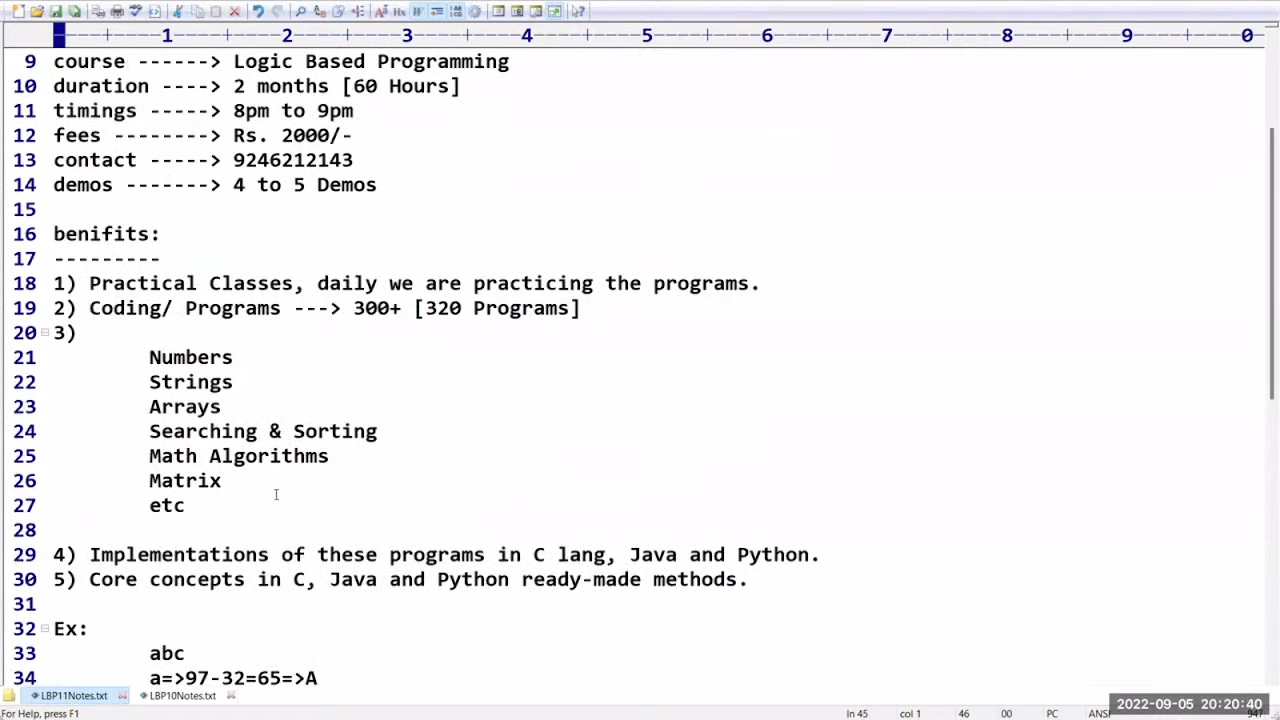 ----+----1----+----2----+----3----+----4----+----5----+----6----+----7----+----8----+----9----+----0
9 course ------> Logic Based Programming
10 duration ----> 2 months [60 Hours]
11 timings -----> 8pm to 9pm
12 fees --------> Rs. 2000/-
13 contact -----> 9246212143
14 demos -------> 4 to 5 Demos
15
16 benifits:
17 ---------
18 1) Practical Classes, daily we are practicing the programs.
19 2) Coding/ Programs ---> 300+ [320 Programs]
20 3)
21 Numbers
22 Strings
23 Arrays
24 Searching & Sorting
25 Math Algorithms
26 Matrix
27 etc
28
29 4) Implementations of these programs in C lang, Java and Python.
30 5) Core concepts in C, Java and Python ready-made methods.
31
32 Ex:
33 abc
34 a=>97-32=65=>A
LBP11Notes.txt LBP10Notes.txt
For Help, press F1 ln 45 col 1 46 00 PC ANSI
2022-09-05 20:20:40